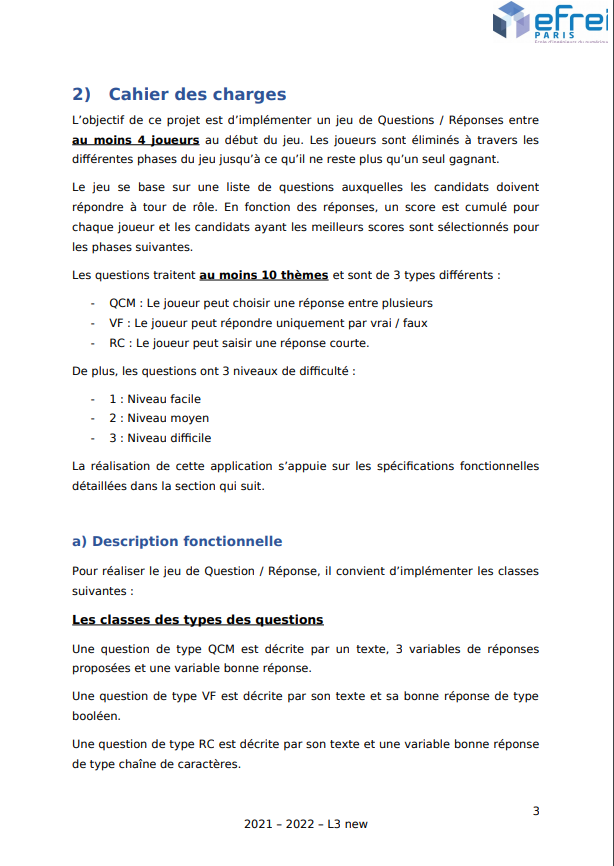 efrei
PARIS
2) Cahier des charges
L’objectif de ce projet est d’implémenter un jeu de Questions / Réponses entre
au moins 4 joueurs au début du jeu. Les joueurs sont éliminés à travers les
différentes phases du jeu jusqu’à ce qu’il ne reste plus qu’un seul gagnant.
Le jeu se base sur une liste de questions auxquelles les candidats doivent
répondre à tour de rôle. En fonction des réponses, un score est cumulé pour
chaque joueur et les candidats ayant les meilleurs scores sont sélectionnés pour
les phases suivantes.
Les questions traitent au moins 10 thèmes et sont de 3 types différents :
- QCM : Le joueur peut choisir une réponse entre plusieurs
- VF : Le joueur peut répondre uniquement par vrai / faux
- RC : Le joueur peut saisir une réponse courte.
De plus, les questions ont 3 niveaux de difficulté :
- 1 : Niveau facile
- 2 : Niveau moyen
- 3 : Niveau difficile
La réalisation de cette application s’appuie sur les spécifications fonctionnelles
détaillées dans la section qui suit.
a) Description fonctionnelle
Pour réaliser le jeu de Question / Réponse, il convient d’implémenter les classes
suivantes :
Les classes des types des questions
Une question de type QCM est décrite par un texte, 3 variables de réponses
proposées et une variable bonne réponse.
Une question de type VF est décrite par son texte et sa bonne réponse de type
booléen.
Une question de type RC est décrite par son texte et une variable bonne réponse
de type chaîne de caractères.
3
2021 – 2022 – L3 new